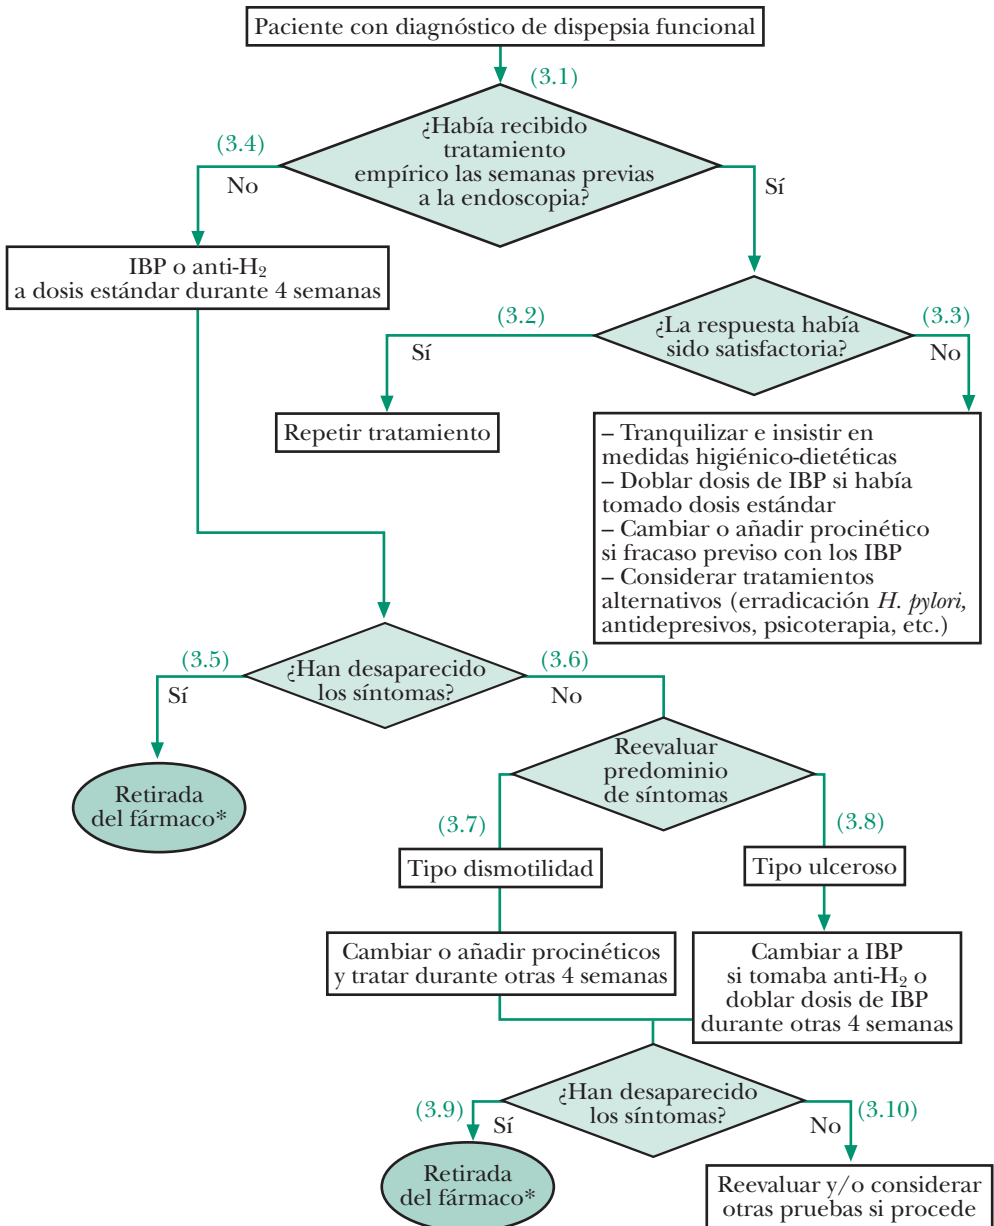 Paciente con diagnóstico de dispepsia funcional
(3.1)
¿Había recibido
tratamiento
empírico las semanas previas
a la endoscopia?
(3.4)
No
Sí
IBP o anti-H₂
a dosis estándar durante 4 semanas
¿La respuesta había
sido satisfactoria?
(3.2)
Sí
(3.3)
No
Repetir tratamiento
– Tranquilizar e insistir en
medidas higiénico-dietéticas
– Doblar dosis de IBP si había
tomado dosis estándar
– Cambiar o añadir procinético
si fracaso previso con los IBP
– Considerar tratamientos
alternativos (erradicación H. pylori,
antidepresivos, psicoterapia, etc.)
¿Han desaparecido
los síntomas?
(3.5)
Sí
(3.6)
No
Retirada
del fármaco*
Reevaluar
predominio
de síntomas
(3.7)
(3.8)
Tipo dismotilidad
Tipo ulceroso
Cambiar o añadir procinéticos
y tratar durante otras 4 semanas
Cambiar a IBP
si tomaba anti-H₂ o
doblar dosis de IBP
durante otras 4 semanas
¿Han desaparecido
los síntomas?
(3.9)
Sí
(3.10)
No
Retirada
del fármaco*
Reevaluar y/o considerar
otras pruebas si procede